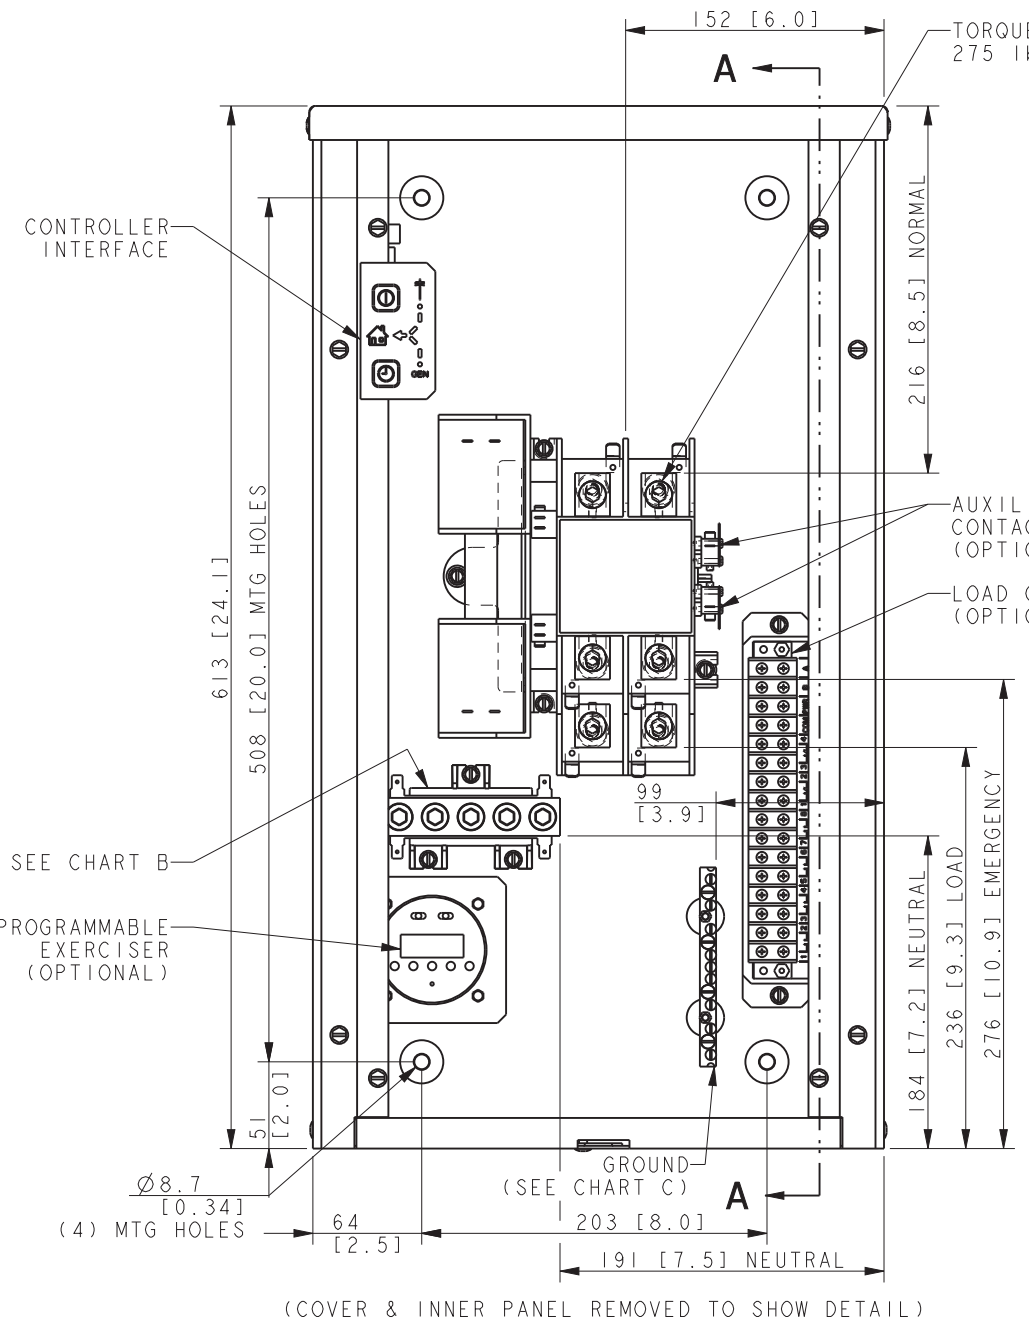 152 [6.0]
TORQUE
275 lb
A
CONTROLLER
INTERFACE
216 [8.5] NORMAL
GEN
613 [24.1]
508 [20.0] MTG HOLES
AUXIL
CONTAC
(OPTIO
LOAD C
(OPTIO
99
[3.9]
SEE CHART B
PROGRAMMABLE
EXERCISER
(OPTIONAL)
184 [7.2] NEUTRAL
236 [9.3] LOAD
276 [10.9] EMERGENCY
51
[2.0]
Ø8.7
[0.34]
(4) MTG HOLES
64
[2.5]
GROUND
(SEE CHART C)
A
203 [8.0]
191 [7.5] NEUTRAL
(COVER & INNER PANEL REMOVED TO SHOW DETAIL)